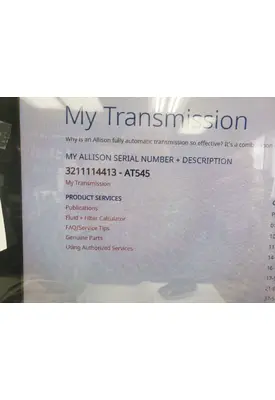 My Transmission
Why is an Allison fully automatic transmission so effective? It's a combination
MY ALLISON SERIAL NUMBER + DESCRIPTION
3211114413 - AT545
My Transmission
PRODUCT SERVICES
Publications
Fluid + Filter Calculator
FAQ/Service Tips
Genuine Parts
Using Authorized Services